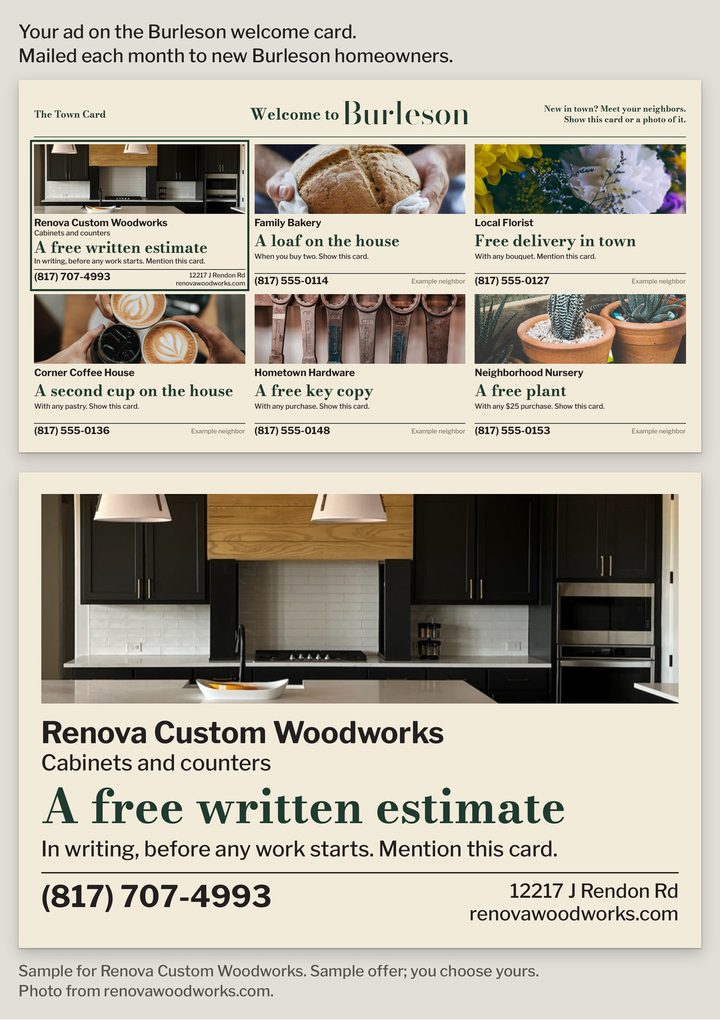 Your ad on the Burleson welcome card.
Mailed each month to new Burleson homeowners.
The Town Card
Welcome to Burleson
New in town? Meet your neighbors.
Show this card or a photo of it.
Renova Custom Woodworks
Cabinets and counters
A free written estimate
In writing, before any work starts. Mention this card.
(817) 707-4993
12217 J Rendon Rd
renovawoodworks.com
Family Bakery
A loaf on the house
When you buy two. Show this card.
(817) 555-0114
Example neighbor
Local Florist
Free delivery in town
With any bouquet. Mention this card.
(817) 555-0127
Example neighbor
Corner Coffee House
A second cup on the house
With any pastry. Show this card.
(817) 555-0136
Example neighbor
Hometown Hardware
A free key copy
With any purchase. Show this card.
(817) 555-0148
Example neighbor
Neighborhood Nursery
A free plant
With any $25 purchase. Show this card.
(817) 555-0153
Example neighbor
Renova Custom Woodworks
Cabinets and counters
A free written estimate
In writing, before any work starts. Mention this card.
(817) 707-4993
12217 J Rendon Rd
renovawoodworks.com
Sample for Renova Custom Woodworks. Sample offer; you choose yours.
Photo from renovawoodworks.com.